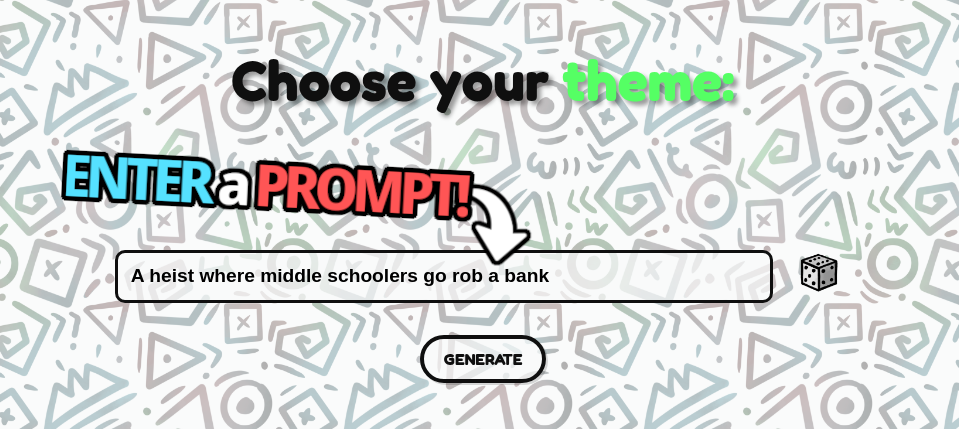 Choose your theme:
ENTER a PROMPT!
A heist where middle schoolers go rob a bank
GENERATE